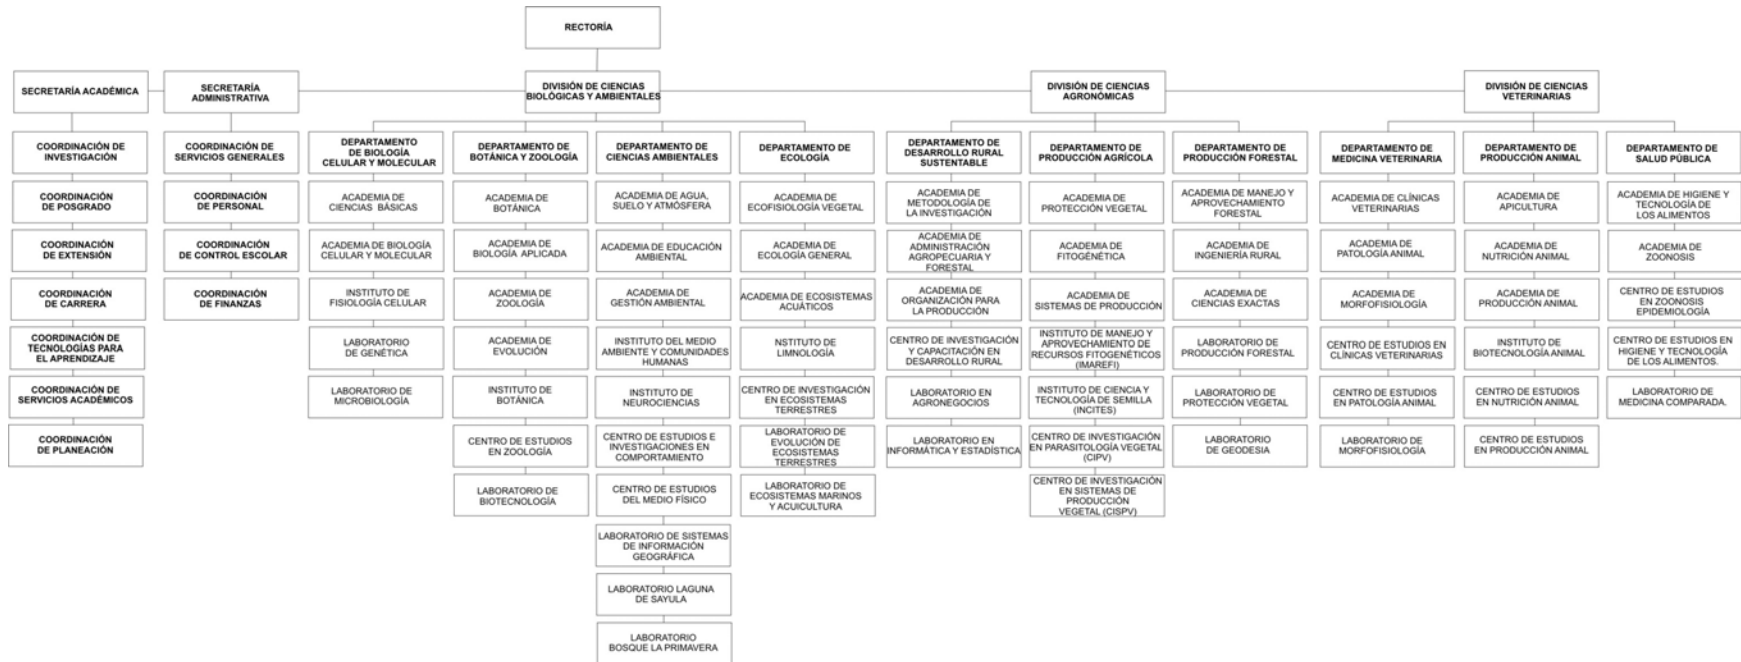 RECTORÍA
SECRETARÍA ACADÉMICA
SECRETARÍA
ADMINISTRATIVA
DIVISIÓN DE CIENCIAS
BIOLÓGICAS Y AMBIENTALES
DIVISIÓN DE CIENCIAS
AGRONÓMICAS
DIVISIÓN DE CIENCIAS
VETERINARIAS
COORDINACIÓN DE
INVESTIGACIÓN
COORDINACIÓN
DE POSGRADO
COORDINACIÓN
DE EXTENSIÓN
COORDINACIÓN
DE CARRERA
COORDINACIÓN DE
TECNOLOGÍAS PARA
EL APRENDIZAJE
COORDINACIÓN DE
SERVICIOS ACADÉMICOS
COORDINACIÓN
DE PLANEACIÓN
COORDINACIÓN DE
SERVICIOS GENERALES
COORDINACIÓN
DE PERSONAL
COORDINACIÓN
DE CONTROL ESCOLAR
COORDINACIÓN
DE FINANZAS
DEPARTAMENTO
DE BIOLOGÍA
CELULAR Y MOLECULAR
ACADEMIA DE
CIENCIAS BÁSICAS
ACADEMIA DE BIOLOGÍA
CELULAR Y MOLECULAR
INSTITUTO DE
FISIOLOGÍA CELULAR
LABORATORIO
DE GENÉTICA
LABORATORIO DE
MICROBIOLOGÍA
DEPARTAMENTO DE
BOTÁNICA Y ZOOLOGÍA
ACADEMIA DE
BOTÁNICA
ACADEMIA DE
BIOLOGÍA APLICADA
ACADEMIA DE
ZOOLOGÍA
ACADEMIA DE
EVOLUCIÓN
INSTITUTO DE
BOTÁNICA
CENTRO DE ESTUDIOS
EN ZOOLOGÍA
LABORATORIO DE
BIOTECNOLOGÍA
DEPARTAMENTO DE
CIENCIAS AMBIENTALES
ACADEMIA DE AGUA,
SUELO Y ATMÓSFERA
ACADEMIA DE EDUCACIÓN
AMBIENTAL
ACADEMIA DE
GESTIÓN AMBIENTAL
INSTITUTO DEL MEDIO
AMBIENTE Y COMUNIDADES
HUMANAS
INSTITUTO DE
NEUROCIENCIAS
CENTRO DE ESTUDIOS E
INVESTIGACIONES EN
COMPORTAMIENTO
CENTRO DE ESTUDIOS
DEL MEDIO FÍSICO
LABORATORIO DE SISTEMAS
DE INFORMACIÓN
GEOGRÁFICA
LABORATORIO LAGUNA
DE SAYULA
LABORATORIO
BOSQUE LA PRIMAVERA
DEPARTAMENTO DE
ECOLOGÍA
ACADEMIA DE
ECOFISIOLOGÍA VEGETAL
ACADEMIA DE
ECOLOGÍA GENERAL
ACADEMIA DE ECOSISTEMAS
ACUÁTICOS
NSTITUTO DE
LIMNOLOGÍA
CENTRO DE INVESTIGACIÓN
EN ECOSISTEMAS
TERRESTRES
LABORATORIO DE
EVOLUCIÓN DE
ECOSISTEMAS
TERRESTRES
LABORATORIO DE
ECOSISTEMAS MARINOS
Y ACUICULTURA
DEPARTAMENTO DE
DESARROLLO RURAL
SUSTENTABLE
ACADEMIA DE
METODOLOGÍA DE
LA INVESTIGACIÓN
ACADEMIA DE
ADMINISTRACIÓN
AGROPECUARIA Y
FORESTAL
ACADEMIA DE
ORGANIZACIÓN PARA
LA PRODUCCIÓN
CENTRO DE INVESTIGACIÓN
Y CAPACITACIÓN EN
DESARROLLO RURAL
LABORATORIO EN
AGRONEGOCIOS
LABORATORIO EN
INFORMÁTICA Y ESTADÍSTICA
DEPARTAMENTO DE
PRODUCCIÓN AGRÍCOLA
ACADEMIA DE
PROTECCIÓN VEGETAL
ACADEMIA DE
FITOGENÉTICA
ACADEMIA DE
SISTEMAS DE PRODUCCIÓN
INSTITUTO DE MANEJO Y
APROVECHAMIENTO DE
RECURSOS FITOGENÉTICOS
(IMAREFI)
INSTITUTO DE CIENCIA Y
TECNOLOGÍA DE SEMILLA
(INCITES)
CENTRO DE INVESTIGACIÓN
EN PARASITOLOGÍA VEGETAL
(CIPV)
CENTRO DE INVESTIGACIÓN
EN SISTEMAS DE
PRODUCCIÓN
VEGETAL (CISPV)
DEPARTAMENTO DE
PRODUCCIÓN FORESTAL
ACADEMIA DE MANEJO Y
APROVECHAMIENTO
FORESTAL
ACADEMIA DE
INGENIERÍA RURAL
ACADEMIA DE
CIENCIAS EXACTAS
LABORATORIO DE
PRODUCCIÓN FORESTAL
LABORATORIO DE
PROTECCIÓN VEGETAL
LABORATORIO
DE GEODESIA
DEPARTAMENTO DE
MEDICINA VETERINARIA
ACADEMIA DE CLÍNICAS
VETERINARIAS
ACADEMIA DE
PATOLOGÍA ANIMAL
ACADEMIA DE
MORFOFISIOLOGÍA
CENTRO DE ESTUDIOS EN
CLÍNICAS VETERINARIAS
CENTRO DE ESTUDIOS
EN PATOLOGÍA ANIMAL
LABORATORIO DE
MORFOFISIOLOGÍA
DEPARTAMENTO DE
PRODUCCIÓN ANIMAL
ACADEMIA DE
APICULTURA
ACADEMIA DE
NUTRICIÓN ANIMAL
ACADEMIA DE
PRODUCCIÓN ANIMAL
INSTITUTO DE
BIOTECNOLOGÍA ANIMAL
CENTRO DE ESTUDIOS
EN NUTRICIÓN ANIMAL
CENTRO DE ESTUDIOS
EN PRODUCCIÓN ANIMAL
DEPARTAMENTO DE
SALUD PÚBLICA
ACADEMIA DE HIGIENE Y
TECNOLOGÍA DE
LOS ALIMENTOS
ACADEMIA DE
ZOONOSIS
CENTRO DE ESTUDIOS
EN ZOONOSIS
EPIDEMIOLOGÍA
CENTRO DE ESTUDIOS EN
HIGIENE Y TECNOLOGÍA
DE LOS ALIMENTOS.
LABORATORIO DE
MEDICINA COMPARADA.